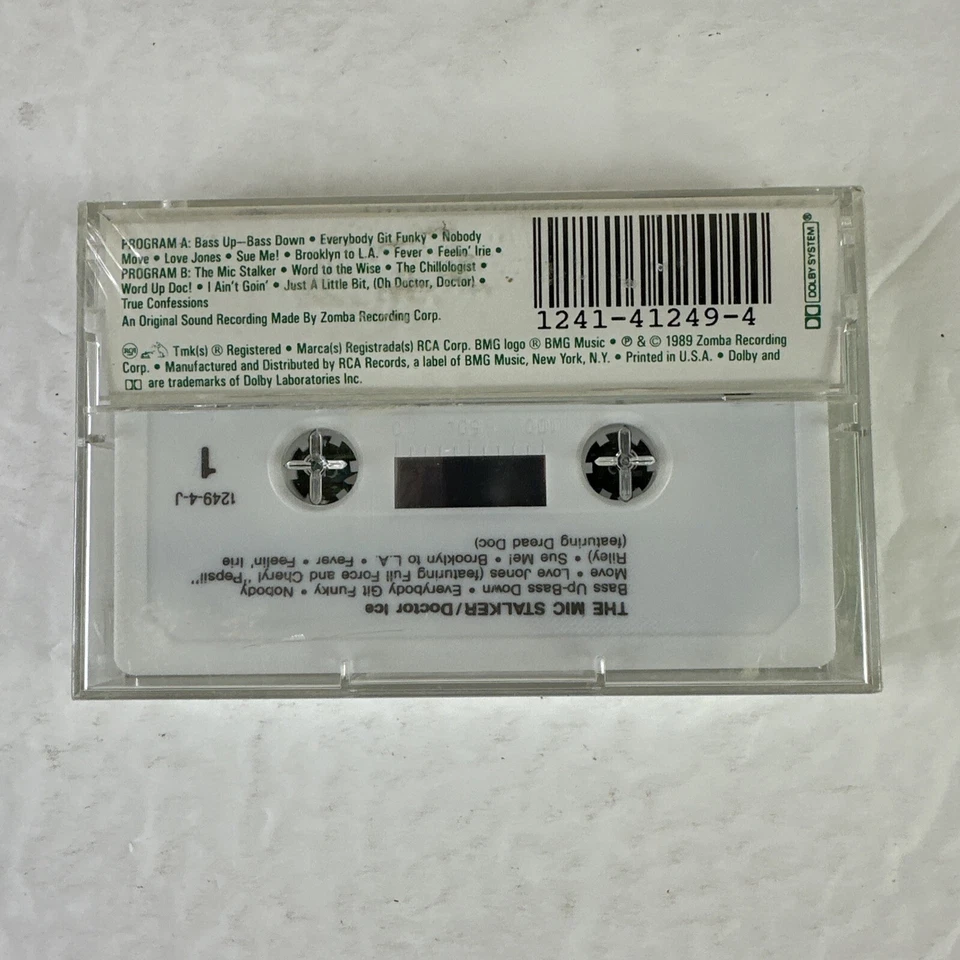 PROGRAM A: Bass Up–Bass Down • Everybody Git Funky • Nobody
Move • Love Jones • Sue Me! • Brooklyn to L.A. • Fever • Feelin' Irie •
PROGRAM B: The Mic Stalker • Word to the Wise • The Chillologist •
Word Up Doc! • I Ain't Goin' • Just A Little Bit, (Oh Doctor, Doctor) •
True Confessions
An Original Sound Recording Made By Zomba Recording Corp.
1241-41249-4
DOLBY SYSTEM®
RCA Tmk(s) ® Registered • Marca(s) Registrada(s) RCA Corp. BMG logo ® BMG Music • ℗ & © 1989 Zomba Recording
Corp. • Manufactured and Distributed by RCA Records, a label of BMG Music, New York, N.Y. • Printed in U.S.A. • Dolby and
are trademarks of Dolby Laboratories Inc.
THE MIC STALKER/Doctor Ice
Bass Up-Bass Down • Everybody Git Funky • Nobody
Move • Love Jones (featuring Full Force and Cheryl "Pepsii"
Riley) • Sue Me! • Brooklyn to L.A. • Fever • Feelin' Irie
(featuring Dread Doc)
1249-4-J
1